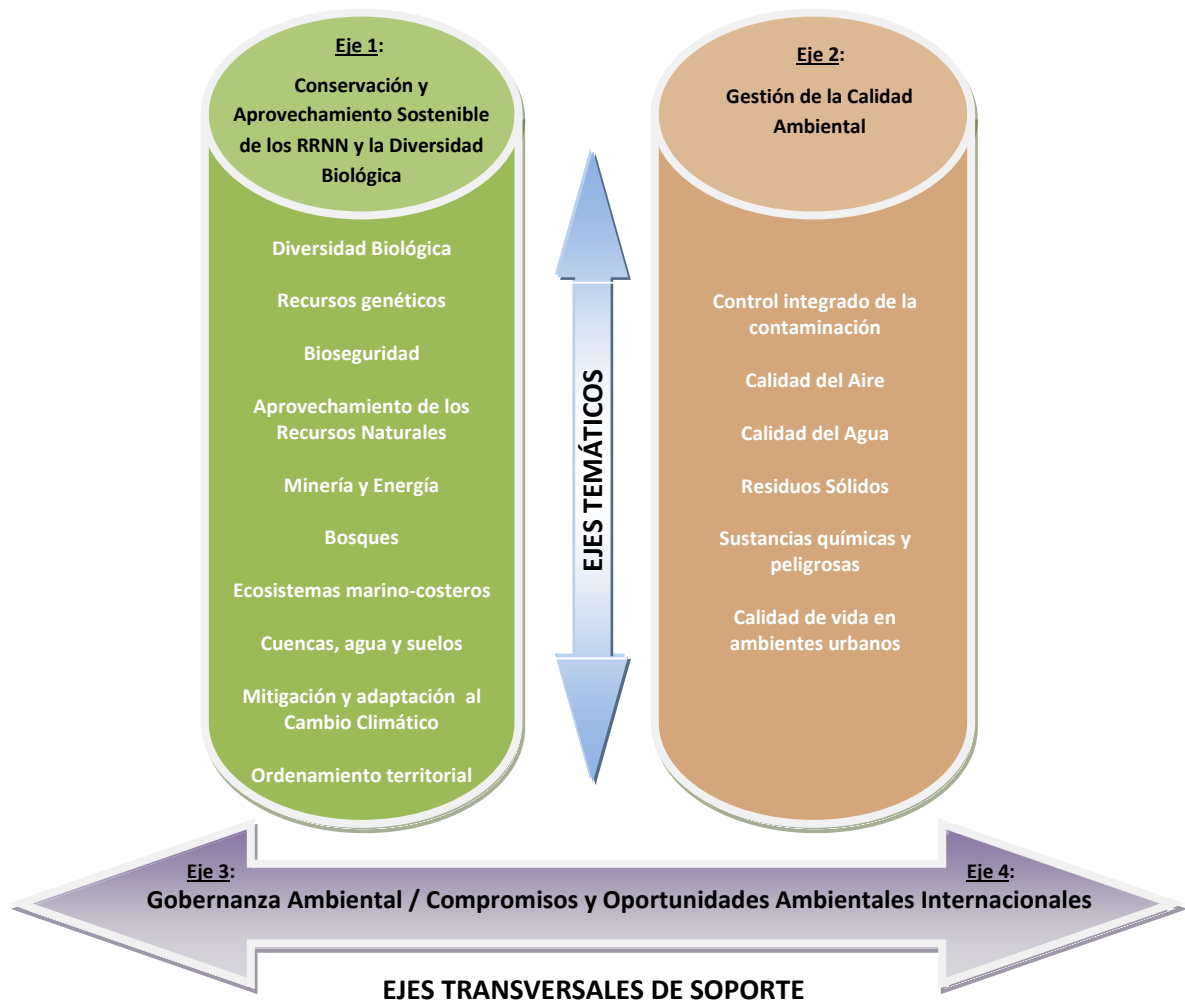 Eje 1:
Conservación y
Aprovechamiento Sostenible
de los RRNN y la Diversidad
Biológica
Diversidad Biológica
Recursos genéticos
Bioseguridad
Aprovechamiento de los
Recursos Naturales
Minería y Energía
Bosques
Ecosistemas marino-costeros
Cuencas, agua y suelos
Mitigación y adaptación al
Cambio Climático
Ordenamiento territorial
EJES TEMÁTICOS
Eje 2:
Gestión de la Calidad
Ambiental
Control integrado de la
contaminación
Calidad del Aire
Calidad del Agua
Residuos Sólidos
Sustancias químicas y
peligrosas
Calidad de vida en
ambientes urbanos
Eje 3:
Eje 4:
Gobernanza Ambiental / Compromisos y Oportunidades Ambientales Internacionales
EJES TRANSVERSALES DE SOPORTE